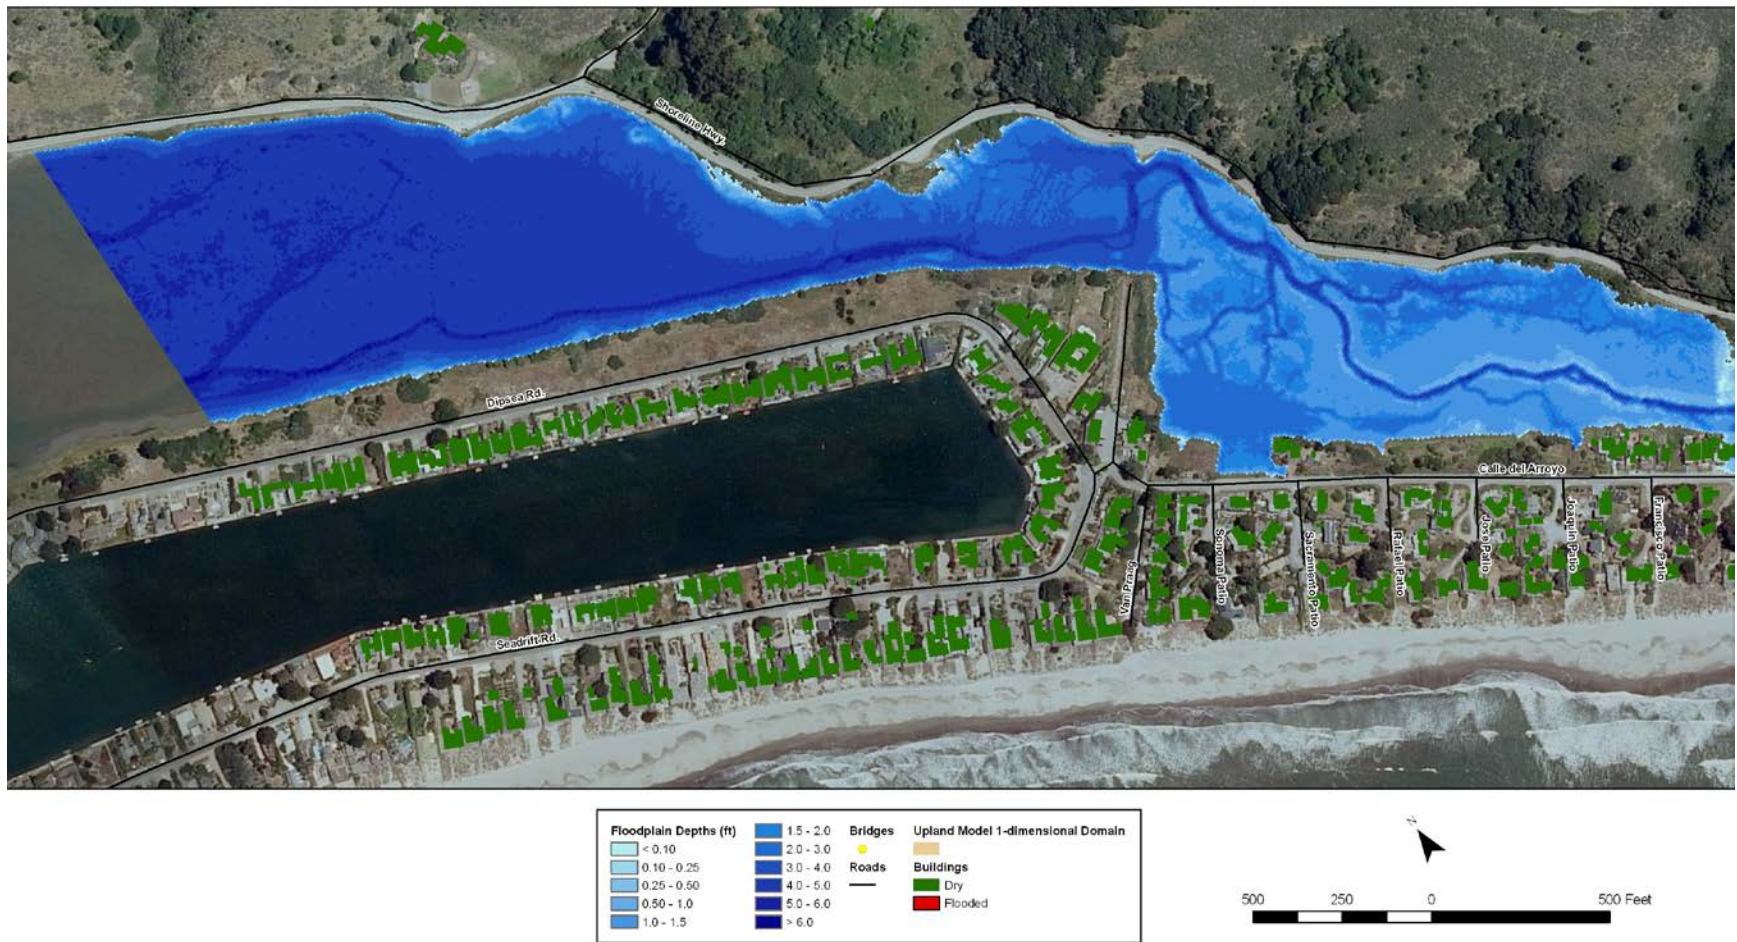 Shoreline Hwy.
Dipsea Rd.
Calle del Arroyo
Seadrift Rd.
Van Praag
Sonoma Patio
Sacramento Patio
Rafael Patio
Jose Patio
Joaquin Patio
Francisco Patio
Floodplain Depths (ft)
< 0.10
0.10 - 0.25
0.25 - 0.50
0.50 - 1.0
1.0 - 1.5
1.5 - 2.0
2.0 - 3.0
3.0 - 4.0
4.0 - 5.0
5.0 - 6.0
> 6.0
Bridges
Roads
Upland Model 1-dimensional Domain
Buildings
Dry
Flooded
N
500 250 0 500 Feet